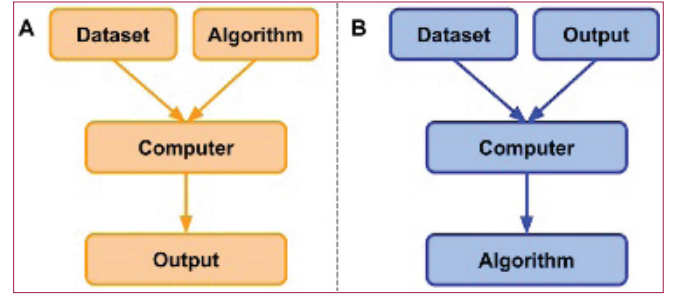 A
Dataset
Algorithm
Computer
Output
B
Dataset
Output
Computer
Algorithm